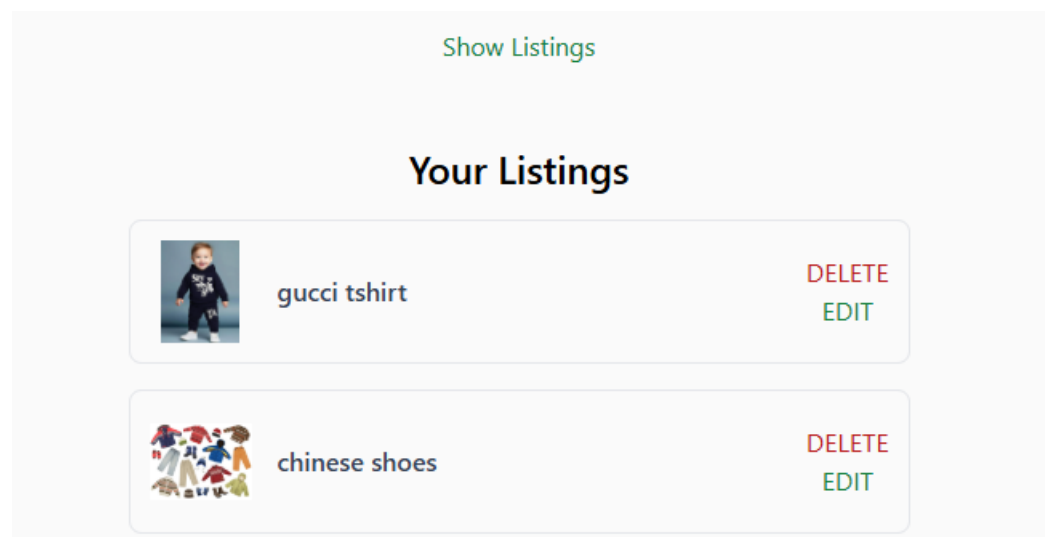 Show Listings
Your Listings
gucci tshirt
DELETE
EDIT
chinese shoes
DELETE
EDIT